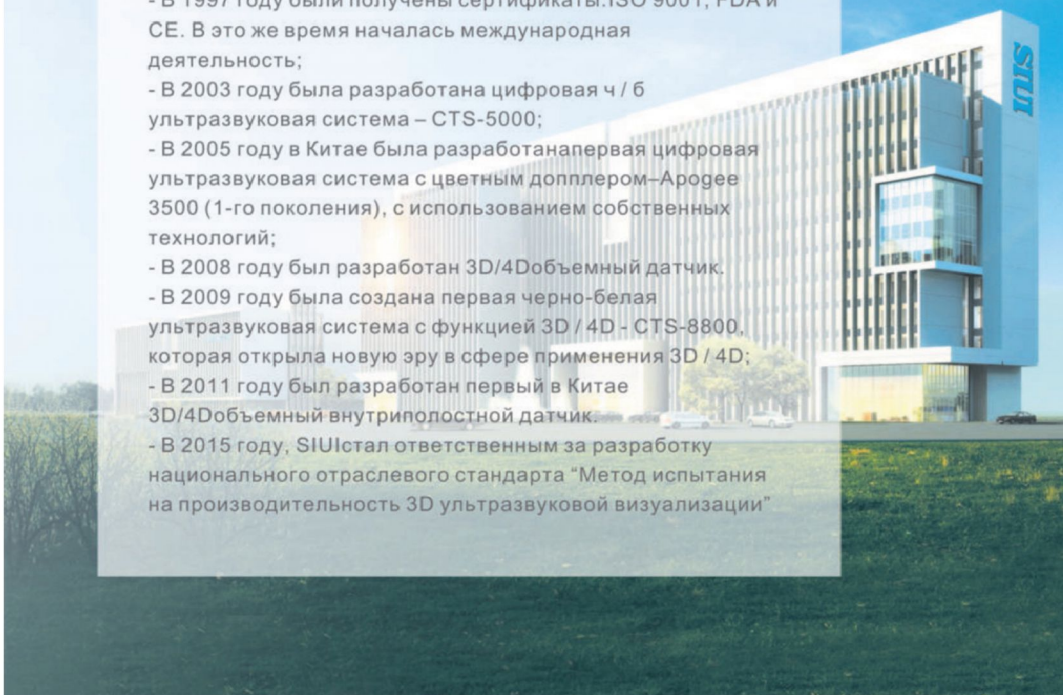 - В 1997 году были получены сертификаты:ISO 9001, FDA и
CE. В это же время началась международная
деятельность;
- В 2003 году была разработана цифровая ч / б
ультразвуковая система – CTS-5000;
- В 2005 году в Китае была разработанапервая цифровая
ультразвуковая система с цветным допплером–Apogee
3500 (1-го поколения), с использованием собственных
технологий;
- В 2008 году был разработан 3D/4Dобъемный датчик.
- В 2009 году была создана первая черно-белая
ультразвуковая система с функцией 3D / 4D - CTS-8800,
которая открыла новую эру в сфере применения 3D / 4D;
- В 2011 году был разработан первый в Китае
3D/4Dобъемный внутриполостной датчик.
- В 2015 году, SIUIстал ответственным за разработку
национального отраслевого стандарта “Метод испытания
на производительность 3D ультразвуковой визуализации”
SIUI